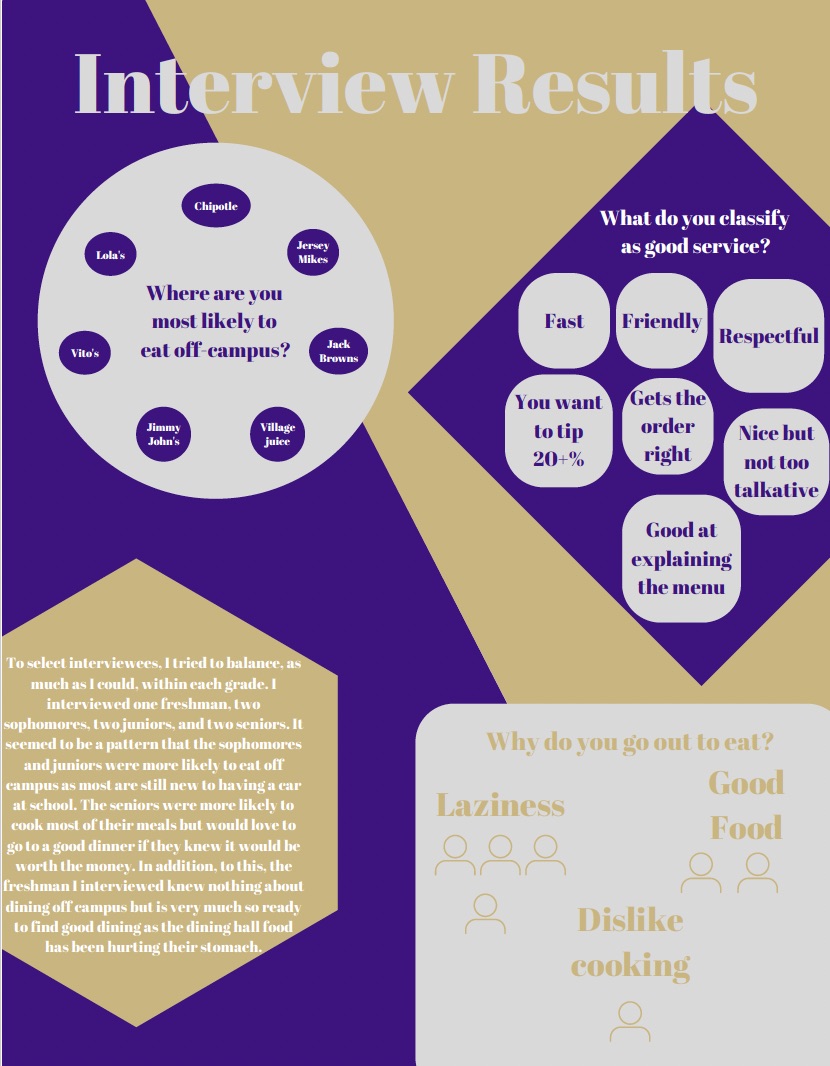 Interview Results
Chipotle
Lola's
Jersey
Mikes
Where are you
most likely to
eat off-campus?
Vito's
Jack
Browns
Jimmy
John's
Village
juice
What do you classify
as good service?
Fast
Friendly
Respectful
You want
to tip
20+%
Gets the
order
right
Nice but
not too
talkative
Good at
explaining
the menu
To select interviewees, I tried to balance, as
much as I could, within each grade. I
interviewed one freshman, two
sophomores, two juniors, and two seniors. It
seemed to be a pattern that the sophomores
and juniors were more likely to eat off
campus as most are still new to having a car
at school. The seniors were more likely to
cook most of their meals but would love to
go to a good dinner if they knew it would be
worth the money. In addition, to this, the
freshman I interviewed knew nothing about
dining off campus but is very much so ready
to find good dining as the dining hall food
has been hurting their stomach.
Why do you go out to eat?
Laziness
Good
Food
Dislike
cooking